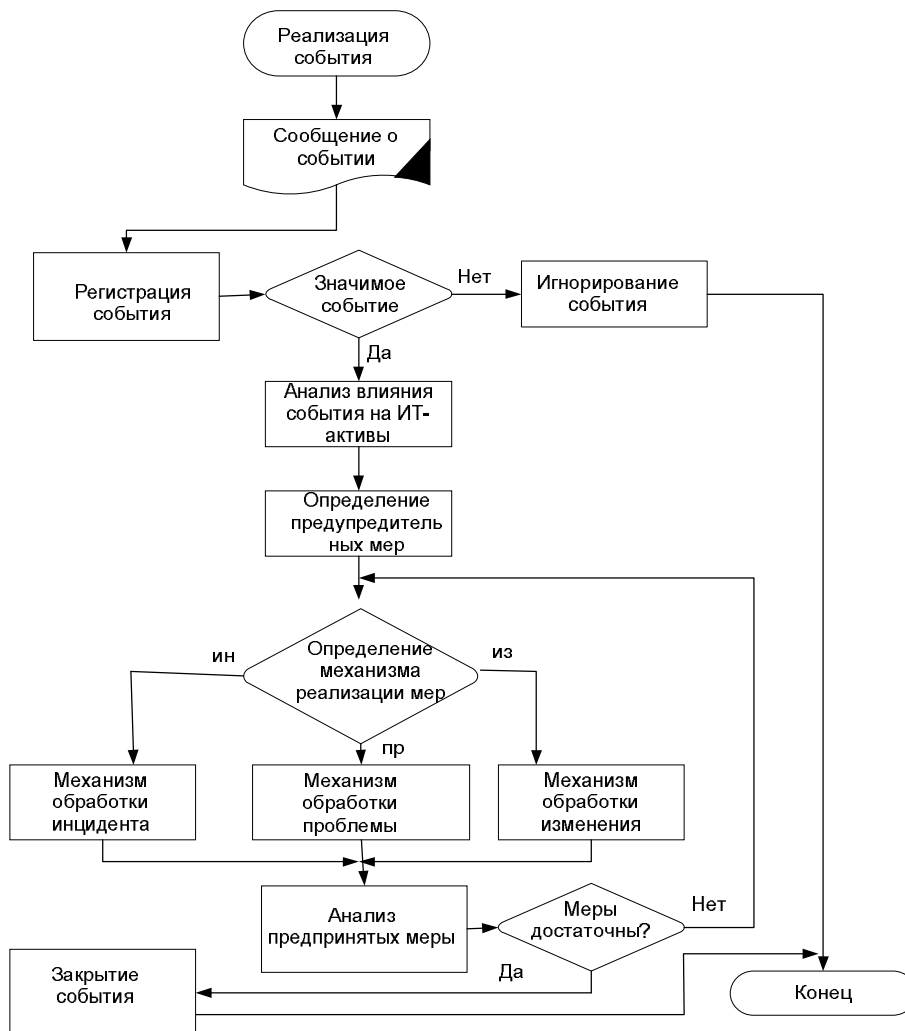 Реализация
события
Сообщение о
событии
Регистрация
события
Значимое
событие
Нет
Игнорирование
события
Да
Анализ влияния
события на ИТ-
активы
Определение
предупредитель
ных мер
Определение
механизма
реализации мер
ин
из
пр
Механизм
обработки
инцидента
Механизм
обработки
проблемы
Механизм
обработки
изменения
Анализ
предпринятых меры
Меры
достаточны?
Нет
Да
Закрытие
события
Конец